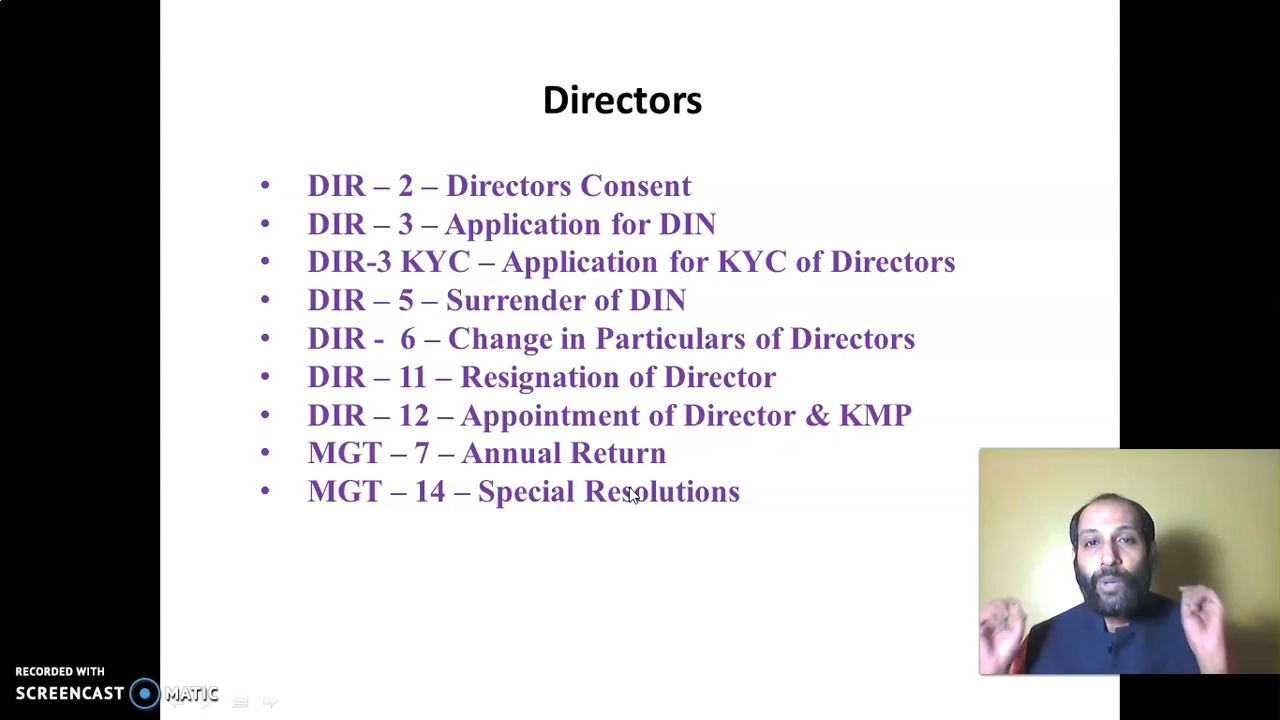 Directors
• DIR – 2 – Directors Consent
• DIR – 3 – Application for DIN
• DIR-3 KYC – Application for KYC of Directors
• DIR – 5 – Surrender of DIN
• DIR - 6 – Change in Particulars of Directors
• DIR – 11 – Resignation of Director
• DIR – 12 – Appointment of Director & KMP
• MGT – 7 – Annual Return
• MGT – 14 – Special Resolutions
RECORDED WITH
SCREENCAST MATIC